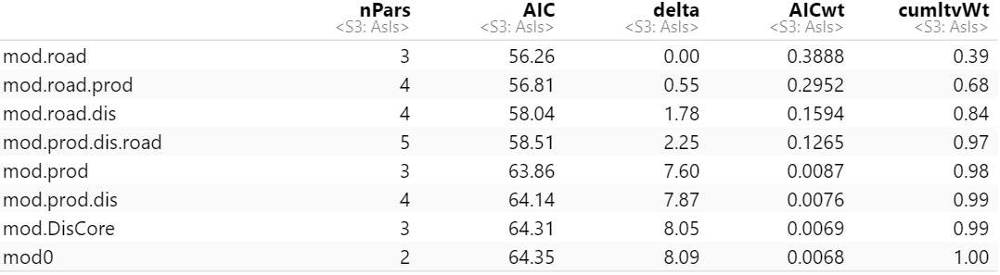 nPars AIC delta AICwt cumltvWt
<S3: AsIs> <S3: AsIs> <S3: AsIs> <S3: AsIs> <S3: AsIs>
mod.road 3 56.26 0.00 0.3888 0.39
mod.road.prod 4 56.81 0.55 0.2952 0.68
mod.road.dis 4 58.04 1.78 0.1594 0.84
mod.prod.dis.road 5 58.51 2.25 0.1265 0.97
mod.prod 3 63.86 7.60 0.0087 0.98
mod.prod.dis 4 64.14 7.87 0.0076 0.99
mod.DisCore 3 64.31 8.05 0.0069 0.99
mod0 2 64.35 8.09 0.0068 1.00